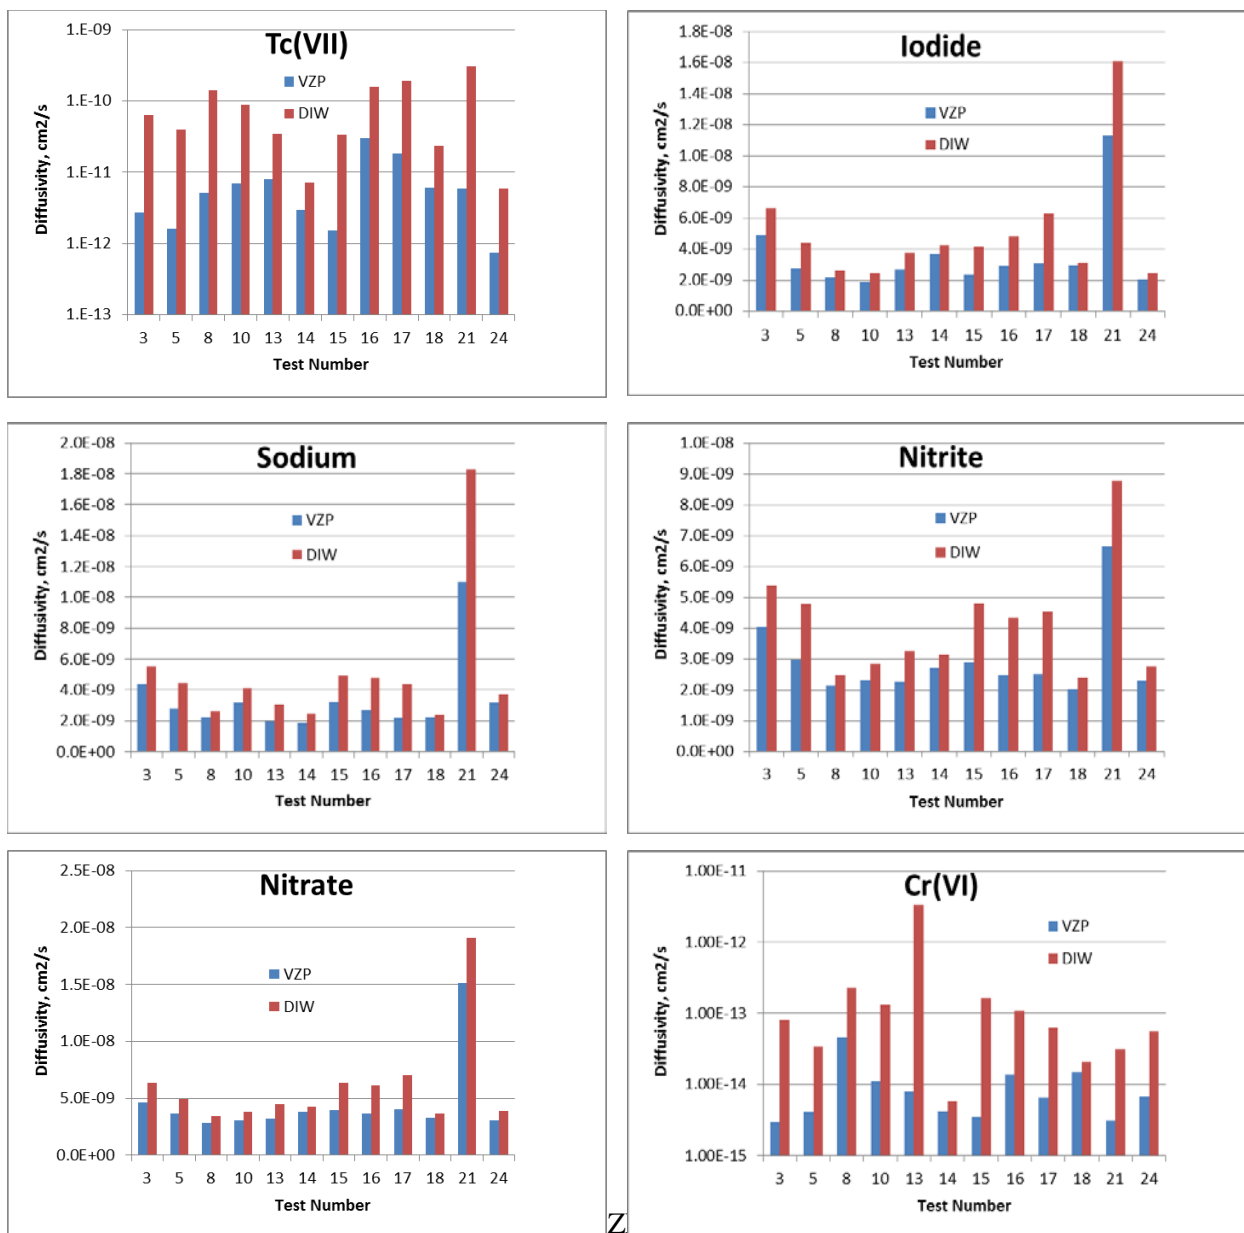 Tc(VII)
1.E-09
1.E-10
1.E-11
1.E-12
1.E-13
Diffusivity, cm2/s
VZP
DIW
3 5 8 10 13 14 15 16 17 18 21 24
Test Number
Iodide
1.8E-08
1.6E-08
1.4E-08
1.2E-08
1.0E-08
8.0E-09
6.0E-09
4.0E-09
2.0E-09
0.0E+00
Diffusivity, cm2/s
VZP
DIW
3 5 8 10 13 14 15 16 17 18 21 24
Test Number
Sodium
2.0E-08
1.8E-08
1.6E-08
1.4E-08
1.2E-08
1.0E-08
8.0E-09
6.0E-09
4.0E-09
2.0E-09
0.0E+00
Diffusivity, cm2/s
VZP
DIW
3 5 8 10 13 14 15 16 17 18 21 24
Test Number
Nitrite
1.0E-08
9.0E-09
8.0E-09
7.0E-09
6.0E-09
5.0E-09
4.0E-09
3.0E-09
2.0E-09
1.0E-09
0.0E+00
Diffusivity, cm2/s
VZP
DIW
3 5 8 10 13 14 15 16 17 18 21 24
Test Number
Nitrate
2.5E-08
2.0E-08
1.5E-08
1.0E-08
5.0E-09
0.0E+00
Diffusivity, cm2/s
VZP
DIW
3 5 8 10 13 14 15 16 17 18 21 24
Test Number
Z
Cr(VI)
1.00E-11
1.00E-12
1.00E-13
1.00E-14
1.00E-15
Diffusivity, cm2/s
VZP
DIW
3 5 8 10 13 14 15 16 17 18 21 24
Test Number